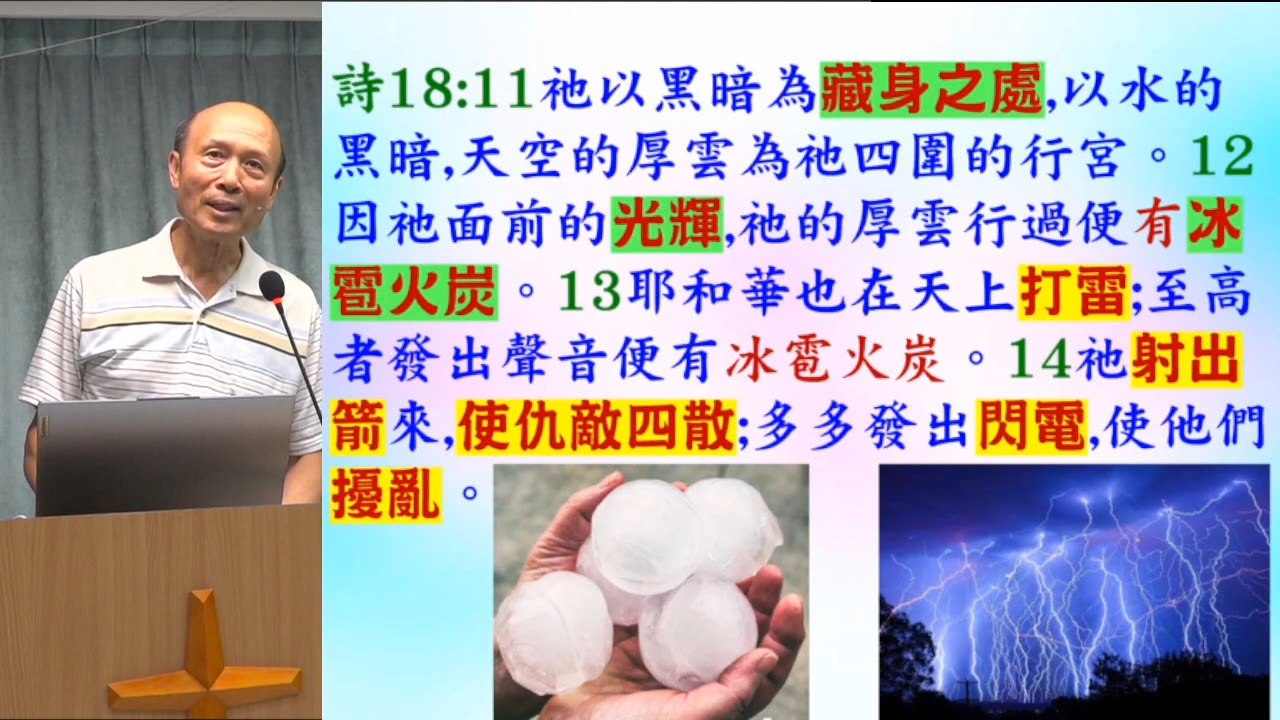 詩18:11祂以黑暗為藏身之處,以水的
黑暗,天空的厚雲為祂四圍的行宮。12
因祂面前的光輝,祂的厚雲行過便有冰
雹火炭。13耶和華也在天上打雷;至高
者發出聲音便有冰雹火炭。14祂射出
箭來,使仇敵四散;多多發出閃電,使他們
擾亂。